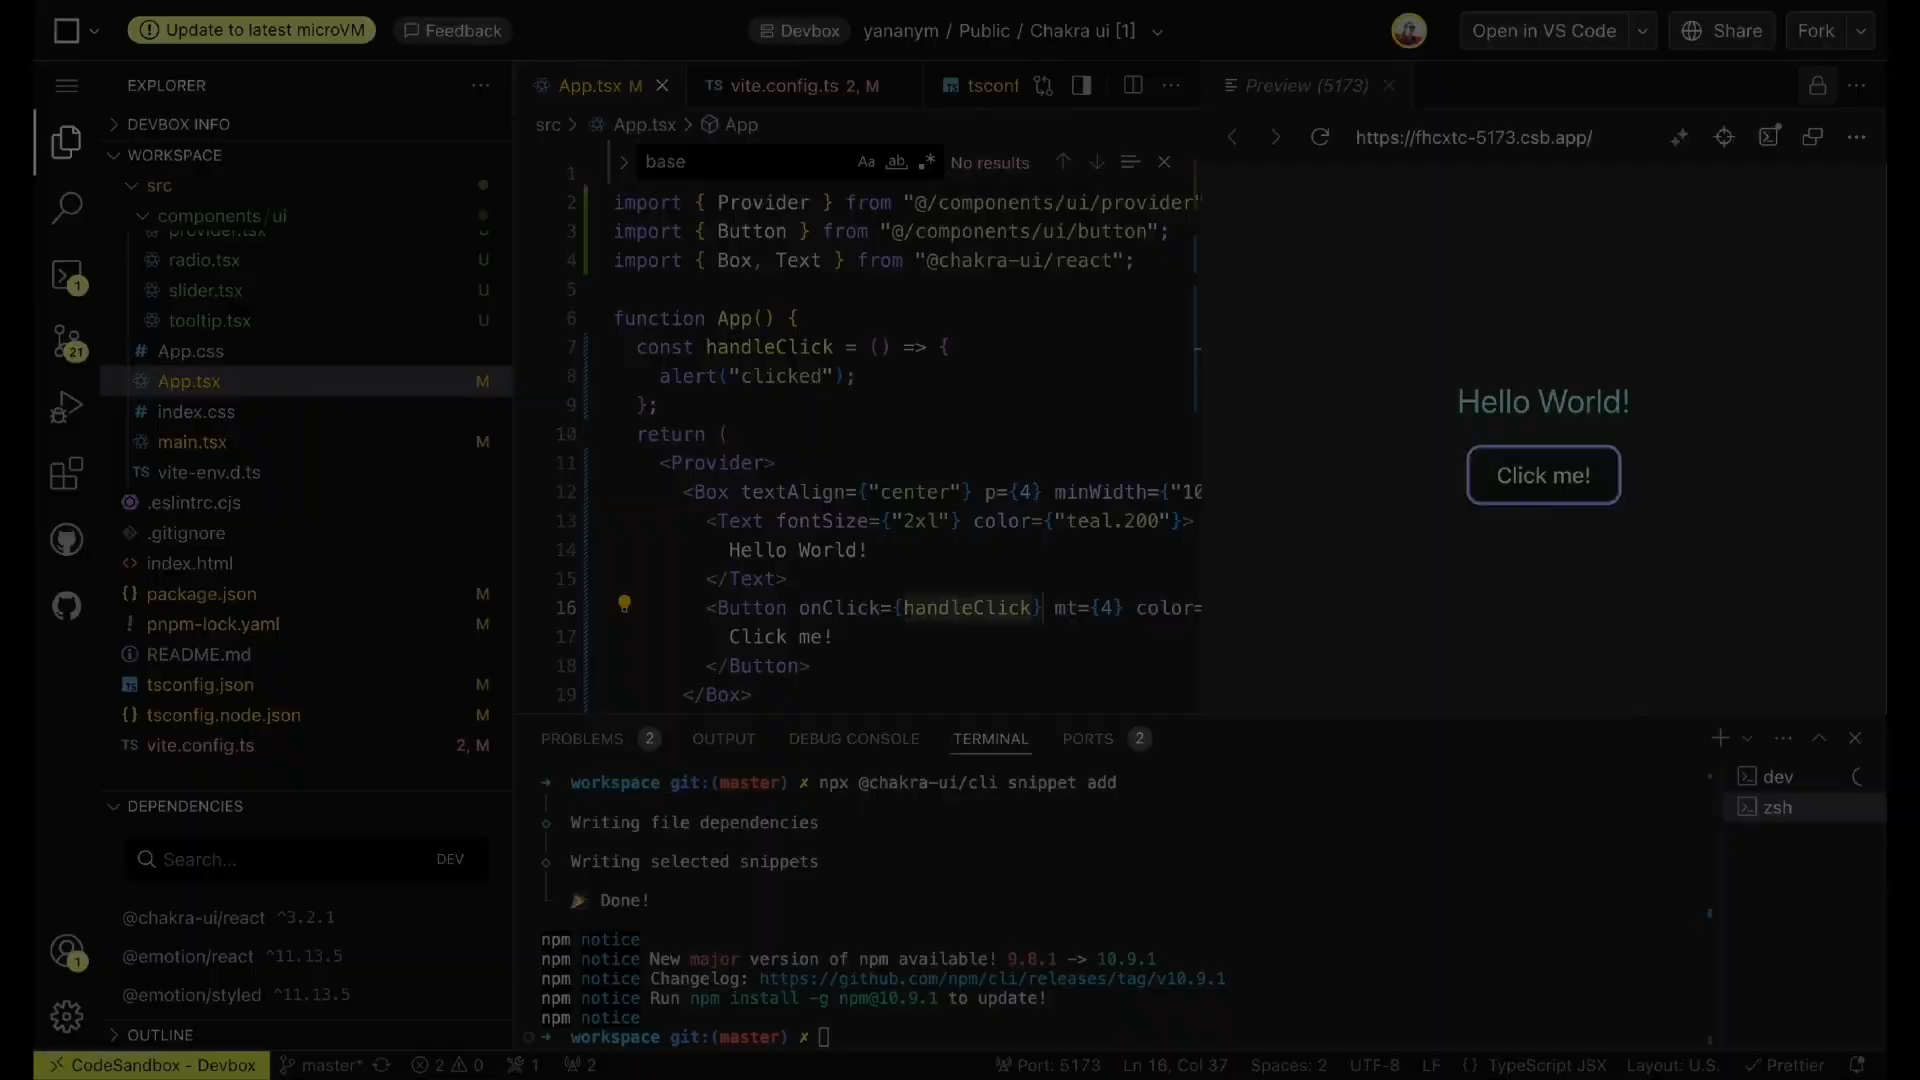 Update to latest microVM
Feedback
Devbox
yananym / Public / Chakra ui [1]
Open in VS Code
Share
Fork
EXPLORER
DEVBOX INFO
WORKSPACE
src
components/ui
provider.tsx U
radio.tsx U
slider.tsx U
tooltip.tsx U
App.css
App.tsx M
index.css
main.tsx M
vite-env.d.ts
.eslintrc.cjs
.gitignore
index.html
package.json M
pnpm-lock.yaml M
README.md
tsconfig.json M
tsconfig.node.json M
vite.config.ts 2, M
DEPENDENCIES
Search... DEV
@chakra-ui/react ^3.2.1
@emotion/react ^11.13.5
@emotion/styled ^11.13.5
OUTLINE
1
21
1
App.tsx M
TS vite.config.ts 2, M
tsconf
src > App.tsx > App
base Aa ab .* No results
1
2 import { Provider } from "@/components/ui/provider"
3 import { Button } from "@/components/ui/button";
4 import { Box, Text } from "@chakra-ui/react";
5
6 function App() {
7 const handleClick = () => {
8 alert("clicked");
9 };
10 return (
11 <Provider>
12 <Box textAlign={"center"} p={4} minWidth={"10
13 <Text fontSize={"2xl"} color={"teal.200"}>
14 Hello World!
15 </Text>
16 <Button onClick={handleClick} mt={4} color=
17 Click me!
18 </Button>
19 </Box>
Preview (5173)
https://fhcxtc-5173.csb.app/
Hello World!
Click me!
PROBLEMS 2 OUTPUT DEBUG CONSOLE TERMINAL PORTS 2
→ workspace git:(master) ✗ npx @chakra-ui/cli snippet add
◇ Writing file dependencies
◇ Writing selected snippets
🎉 Done!
npm notice
npm notice New major version of npm available! 9.8.1 -> 10.9.1
npm notice Changelog: https://github.com/npm/cli/releases/tag/v10.9.1
npm notice Run npm install -g npm@10.9.1 to update!
npm notice
→ workspace git:(master) ✗
dev
zsh
CodeSandbox - Devbox
master*
2 0
1
2
Port: 5173
Ln 16, Col 37
Spaces: 2
UTF-8
LF
{} TypeScript JSX
Layout: U.S.
Prettier